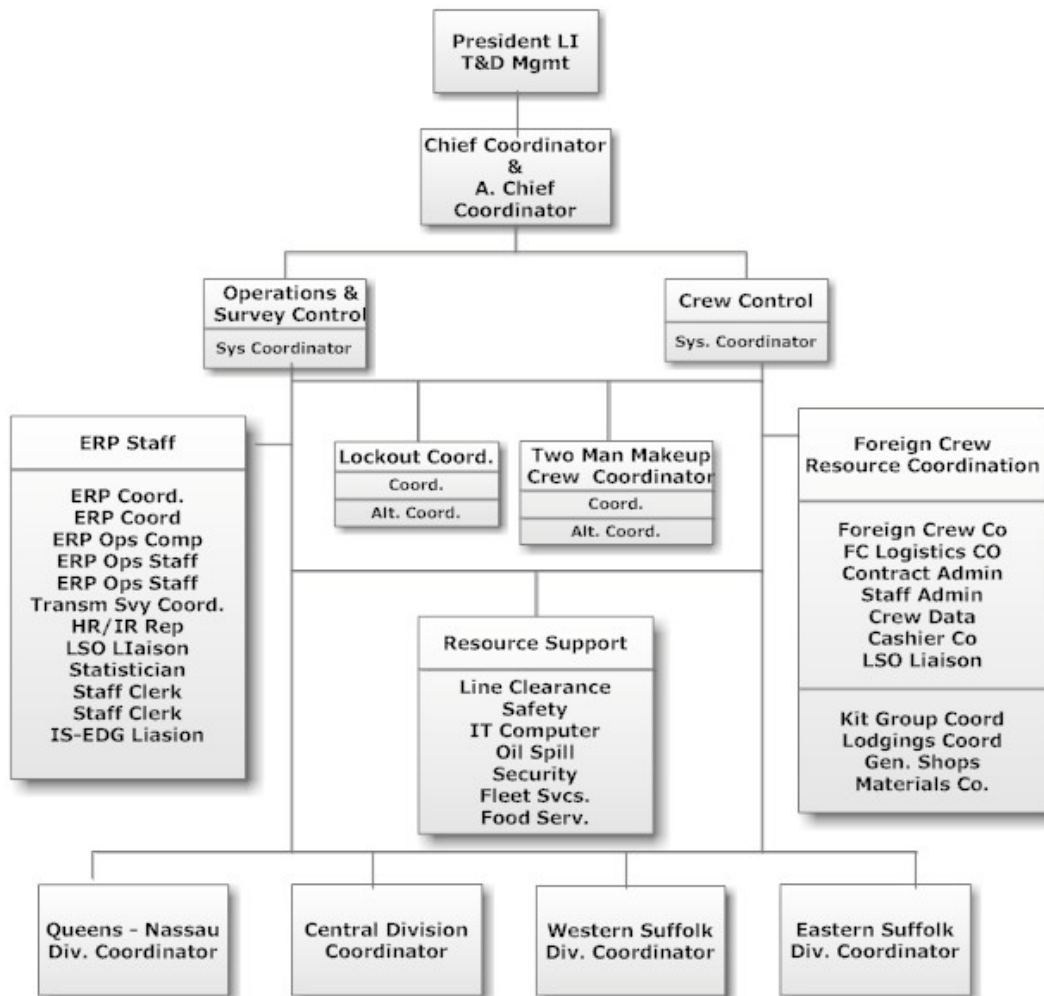 President LI
T&D Mgmt
Chief Coordinator
&
A. Chief
Coordinator
Operations &
Survey Control
Sys Coordinator
Crew Control
Sys. Coordinator
ERP Staff
ERP Coord.
ERP Coord
ERP Ops Comp
ERP Ops Staff
ERP Ops Staff
Transm Svy Coord.
HR/IR Rep
LSO LIaison
Statistician
Staff Clerk
Staff Clerk
IS-EDG Liasion
Lockout Coord.
Coord.
Alt. Coord.
Two Man Makeup
Crew Coordinator
Coord.
Alt. Coord.
Foreign Crew
Resource Coordination
Foreign Crew Co
FC Logistics CO
Contract Admin
Staff Admin
Crew Data
Cashier Co
LSO Liaison
Kit Group Coord
Lodgings Coord
Gen. Shops
Materials Co.
Resource Support
Line Clearance
Safety
IT Computer
Oil Spill
Security
Fleet Svcs.
Food Serv.
Queens - Nassau
Div. Coordinator
Central Division
Coordinator
Western Suffolk
Div. Coordinator
Eastern Suffolk
Div. Coordinator